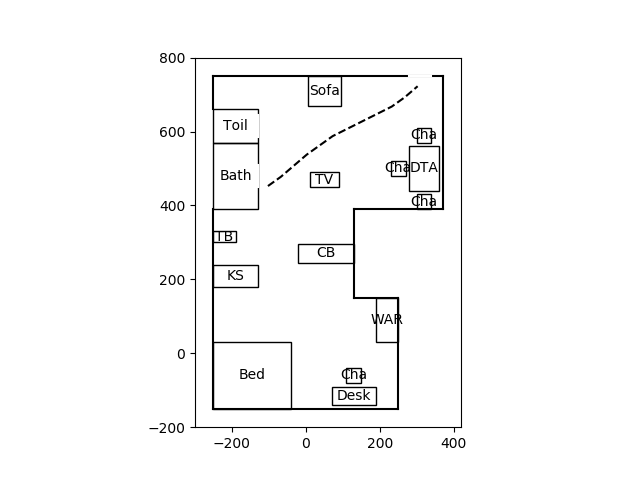 800
600
400
200
0
−200
−200
0
200
400
Sofa
Toil
Cha
Bath
Cha
DTA
TV
Cha
TB
CB
KS
WAR
Bed
Cha
Desk